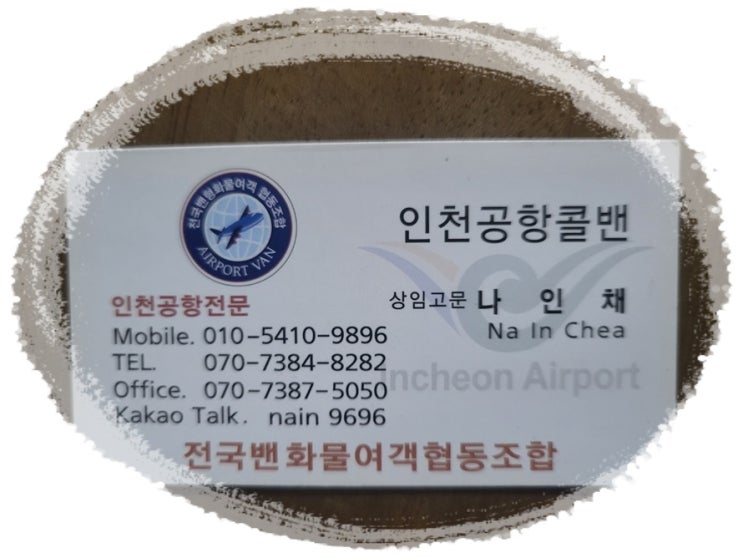 전국밴형화물여객 협동조합
AIRPORT VAN
인천공항콜밴
인천공항전문
상임고문 나 인 채
Na In Chea
Mobile. 010-5410-9896
TEL. 070-7384-8282
Office. 070-7387-5050
Kakao Talk. nain 9696
Incheon Airport
전국밴화물여객협동조합